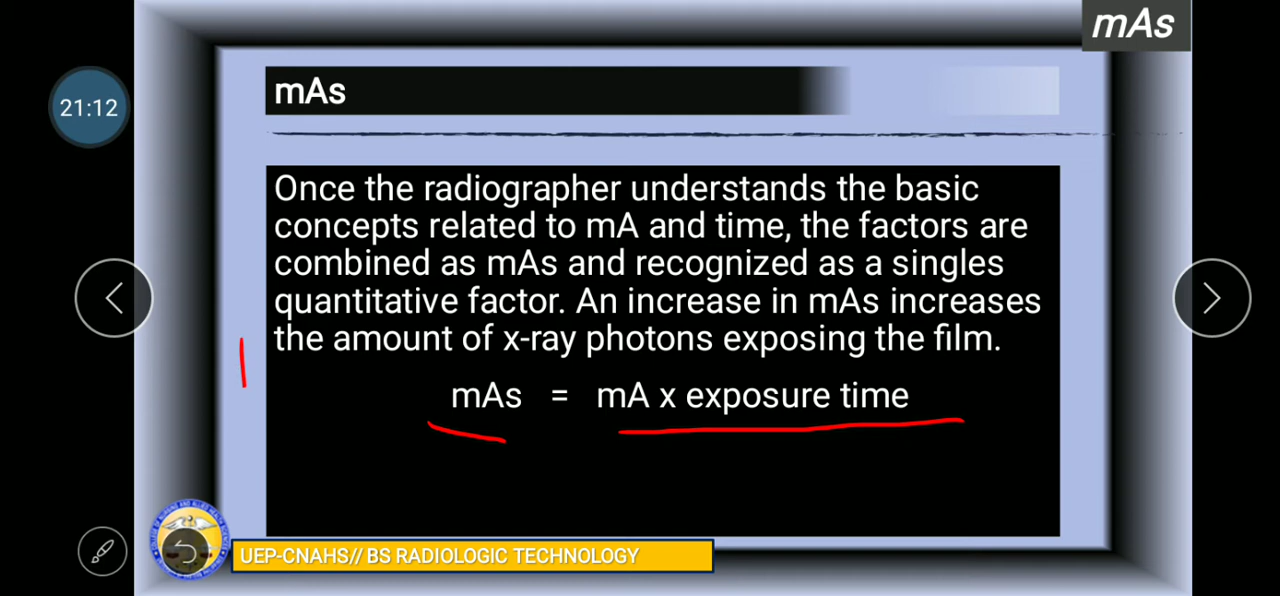 mAs
21:12
mAs
Once the radiographer understands the basic
concepts related to mA and time, the factors are
combined as mAs and recognized as a singles
quantitative factor. An increase in mAs increases
the amount of x-ray photons exposing the film.
mAs = mA x exposure time
UEP-CNAHS// BS RADIOLOGIC TECHNOLOGY